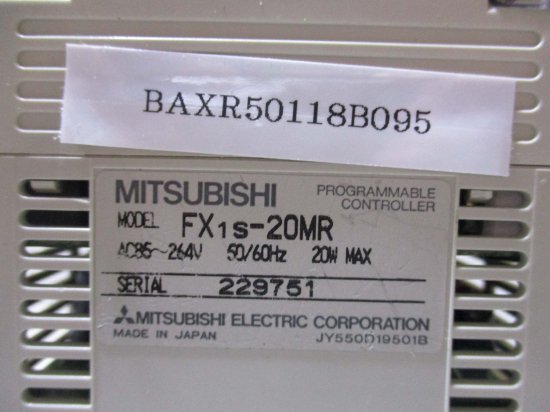 BAXR50118B095
MITSUBISHI PROGRAMMABLE CONTROLLER
MODEL FX1S-20MR
AC85~264V 50/60Hz 20W MAX
SERIAL 229751
MITSUBISHI ELECTRIC CORPORATION
MADE IN JAPAN JY550D19501B